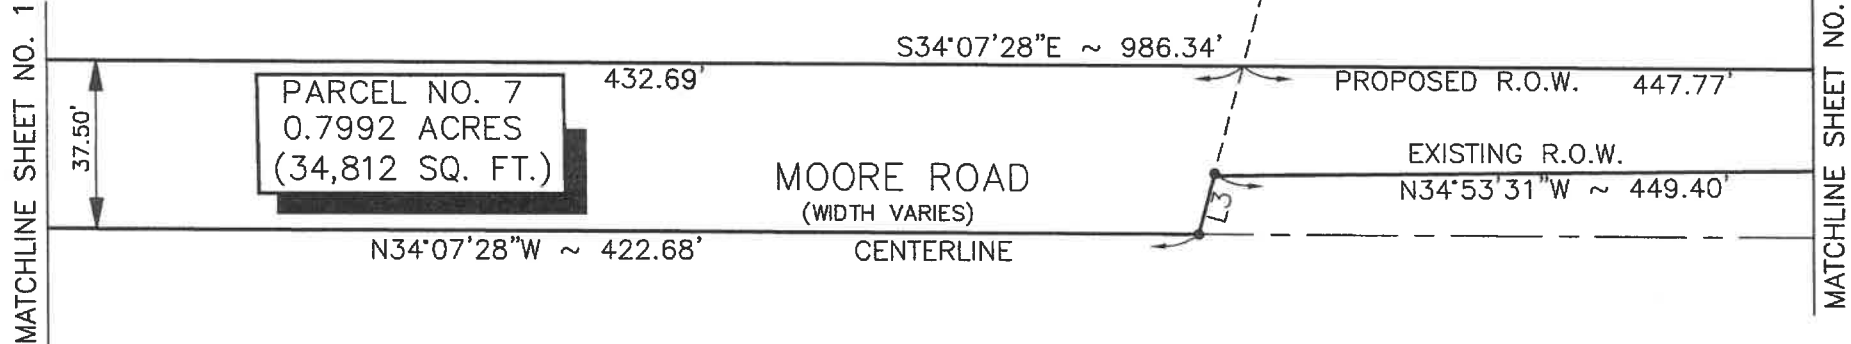 MATCHLINE SHEET NO. 1
S34°07'28"E ~ 986.34'
432.69'
PROPOSED R.O.W. 447.77'
37.50'
PARCEL NO. 7
0.7992 ACRES
(34,812 SQ. FT.)
MOORE ROAD
(WIDTH VARIES)
EXISTING R.O.W.
N34°53'31"W ~ 449.40'
L3
N34°07'28"W ~ 422.68'
CENTERLINE
MATCHLINE SHEET NO.